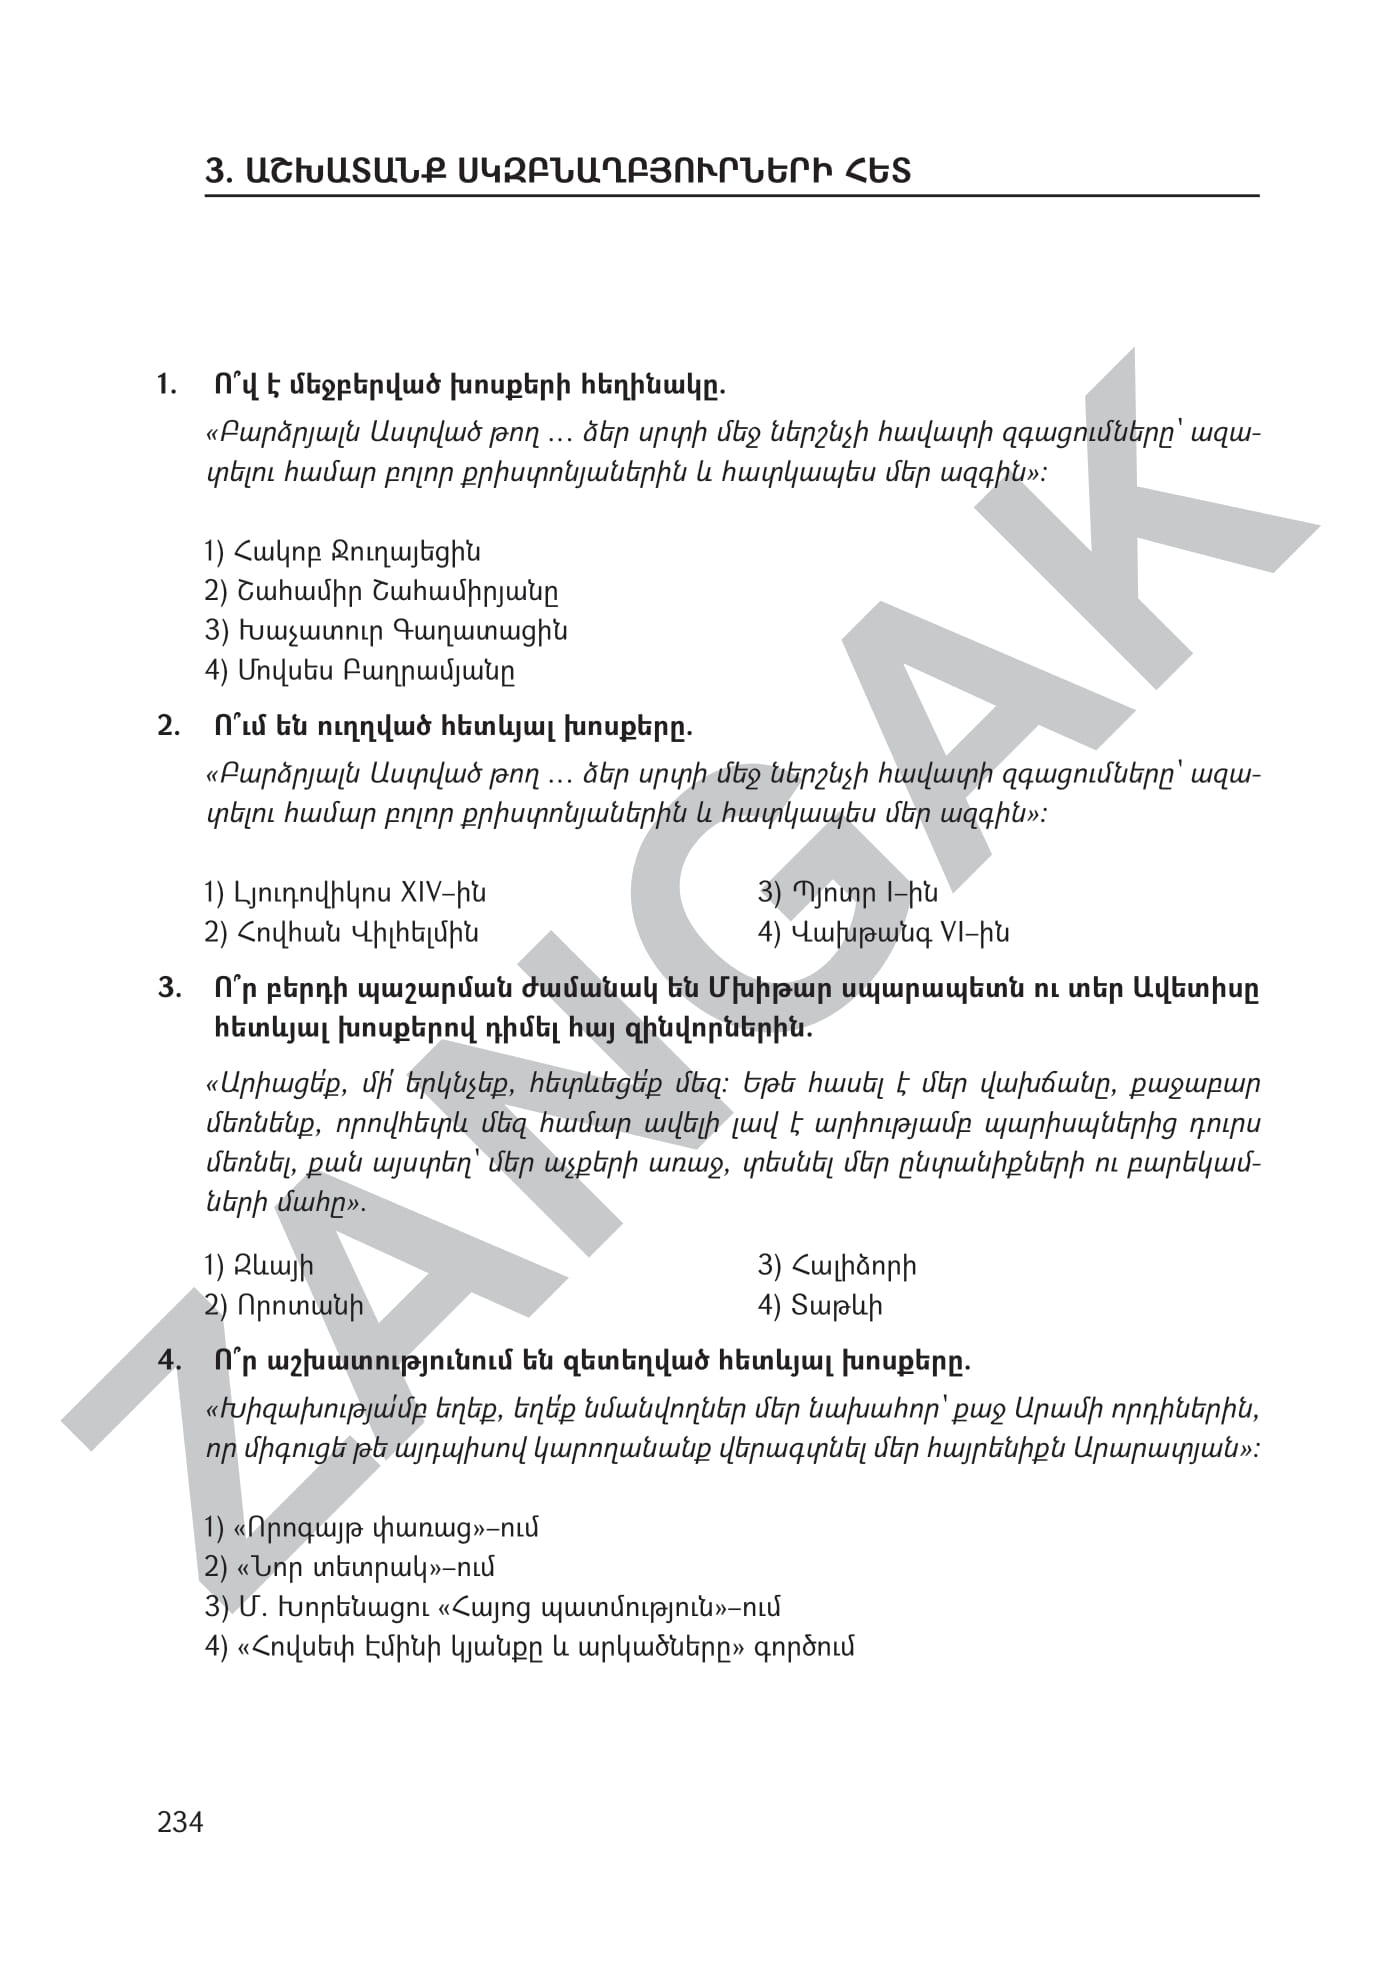 3. ԱՇԽԱՏԱՆՔ ՍԿԶԲՆԱՂԲՅՈՒՐՆԵՐԻ ՀԵՏ
1. Ո՞վ է մեջբերված խոսքերի հեղինակը.
«Բարձրյալն Աստված թող … ձեր սրտի մեջ ներշնչի հավատի զգացումները՝ ազա-
տելու համար բոլոր քրիստոնյաներին և հատկապես մեր ազգին»:
1) Հակոբ Ջուղայեցին
2) Շահամիր Շահամիրյանը
3) Խաչատուր Գաղատացին
4) Մովսես Բաղրամյանը
2. Ո՞ւմ են ուղղված հետևյալ խոսքերը.
«Բարձրյալն Աստված թող … ձեր սրտի մեջ ներշնչի հավատի զգացումները՝ ազա-
տելու համար բոլոր քրիստոնյաներին և հատկապես մեր ազգին»:
1) Լյուդովիկոս XIV–ին
2) Հովհան Վիլհելմին
3) Պյոտր I–ին
4) Վախթանգ VI–ին
3. Ո՞ր բերդի պաշարման ժամանակ են Մխիթար սպարապետն ու տեր Ավետիսը
հետևյալ խոսքերով դիմել հայ զինվորներին.
«Արիացե՛ք, մի՛ երկնչեք, հետևեցե՛ք մեզ: Եթե հասել է մեր վախճանը, քաջաբար
մեռնենք, որովհետև մեզ համար ավելի լավ է արիությամբ պարիսպներից դուրս
մեռնել, քան այստեղ՝ մեր աչքերի առաջ, տեսնել մեր ընտանիքների ու բարեկամ-
ների մահը».
1) Զևայի
2) Որոտանի
3) Հալիձորի
4) Տաթևի
4. Ո՞ր աշխատությունում են զետեղված հետևյալ խոսքերը.
«Խիզախությա՛մբ եղեք, եղե՛ք նմանվողներ մեր նախահոր՝ քաջ Արամի որդիներին,
որ միգուցե թե այդպիսով կարողանանք վերագտնել մեր հայրենիքն Արարատյան»:
1) «Որոգայթ փառաց»–ում
2) «Նոր տետրակ»–ում
3) Մ. Խորենացու «Հայոց պատմություն»–ում
4) «Հովսեփ Էմինի կյանքը և արկածները» գործում
234
ZANGAK